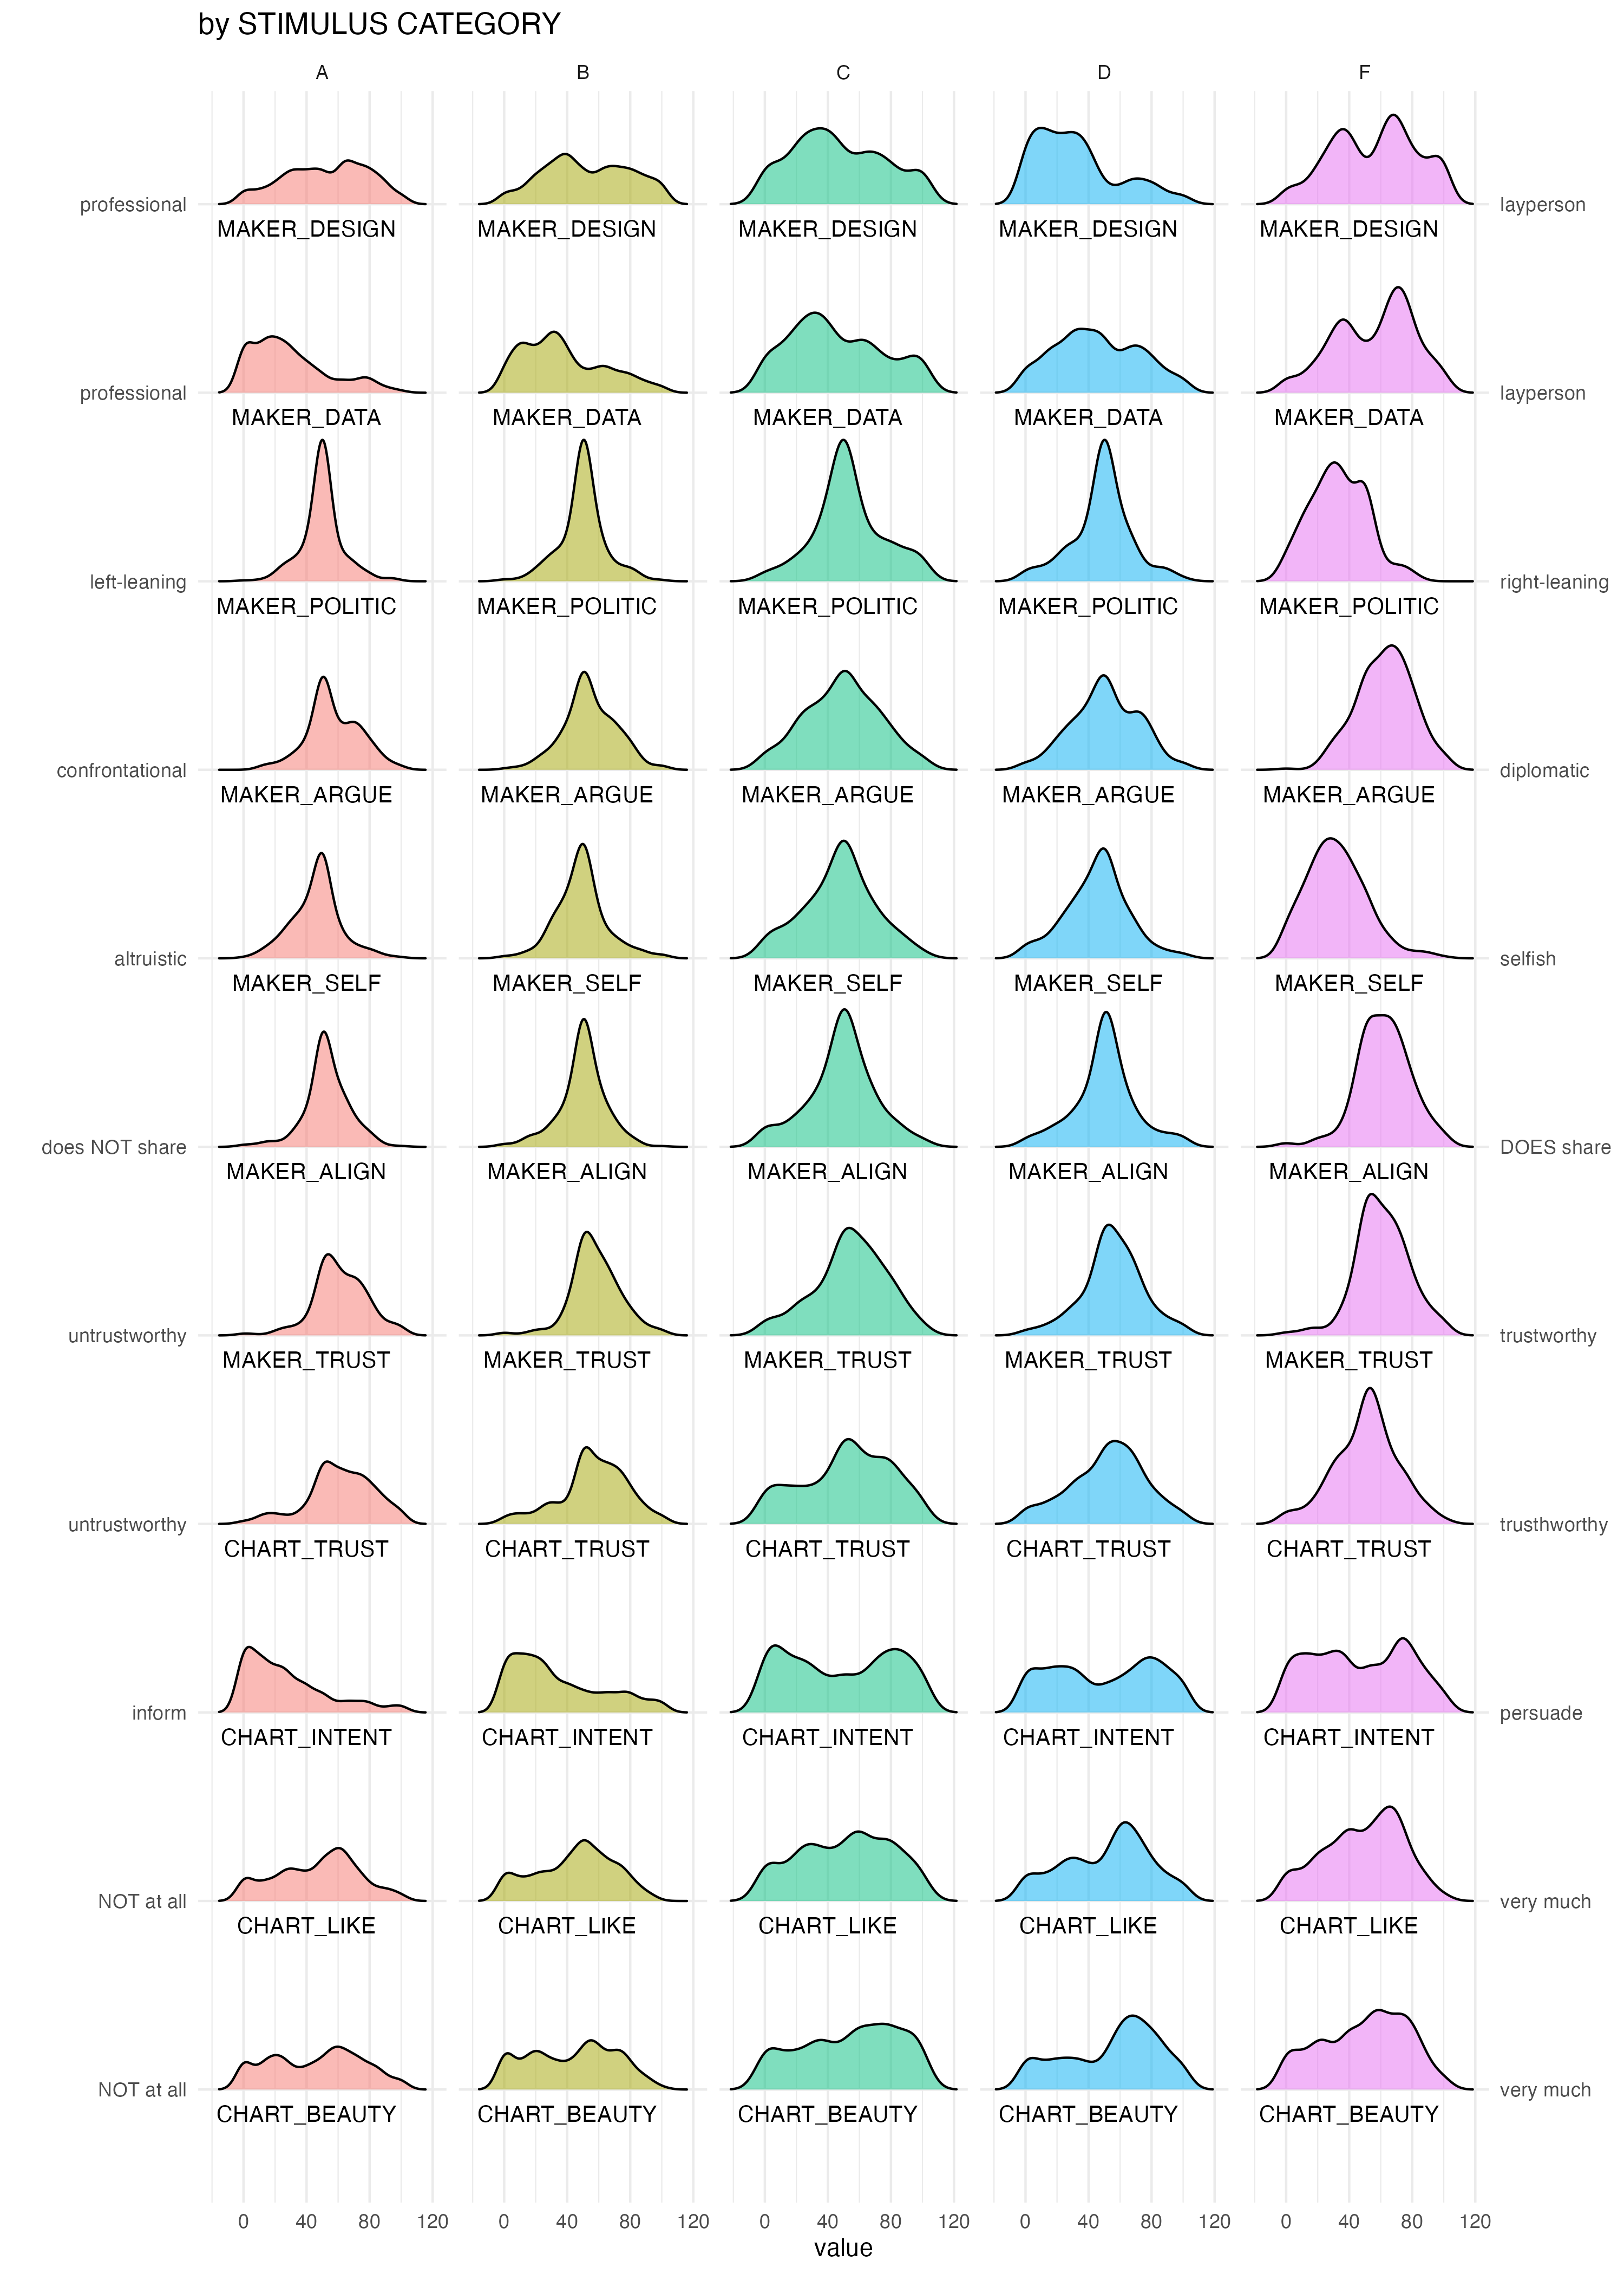 by STIMULUS CATEGORY
A B C D F
professional layperson
MAKER_DESIGN MAKER_DESIGN MAKER_DESIGN MAKER_DESIGN MAKER_DESIGN
professional layperson
MAKER_DATA MAKER_DATA MAKER_DATA MAKER_DATA MAKER_DATA
left-leaning right-leaning
MAKER_POLITIC MAKER_POLITIC MAKER_POLITIC MAKER_POLITIC MAKER_POLITIC
confrontational diplomatic
MAKER_ARGUE MAKER_ARGUE MAKER_ARGUE MAKER_ARGUE MAKER_ARGUE
altruistic selfish
MAKER_SELF MAKER_SELF MAKER_SELF MAKER_SELF MAKER_SELF
does NOT share DOES share
MAKER_ALIGN MAKER_ALIGN MAKER_ALIGN MAKER_ALIGN MAKER_ALIGN
untrustworthy trustworthy
MAKER_TRUST MAKER_TRUST MAKER_TRUST MAKER_TRUST MAKER_TRUST
untrustworthy trusthworthy
CHART_TRUST CHART_TRUST CHART_TRUST CHART_TRUST CHART_TRUST
inform persuade
CHART_INTENT CHART_INTENT CHART_INTENT CHART_INTENT CHART_INTENT
NOT at all very much
CHART_LIKE CHART_LIKE CHART_LIKE CHART_LIKE CHART_LIKE
NOT at all very much
CHART_BEAUTY CHART_BEAUTY CHART_BEAUTY CHART_BEAUTY CHART_BEAUTY
0 40 80 120 0 40 80 120 0 40 80 120 0 40 80 120 0 40 80 120
value